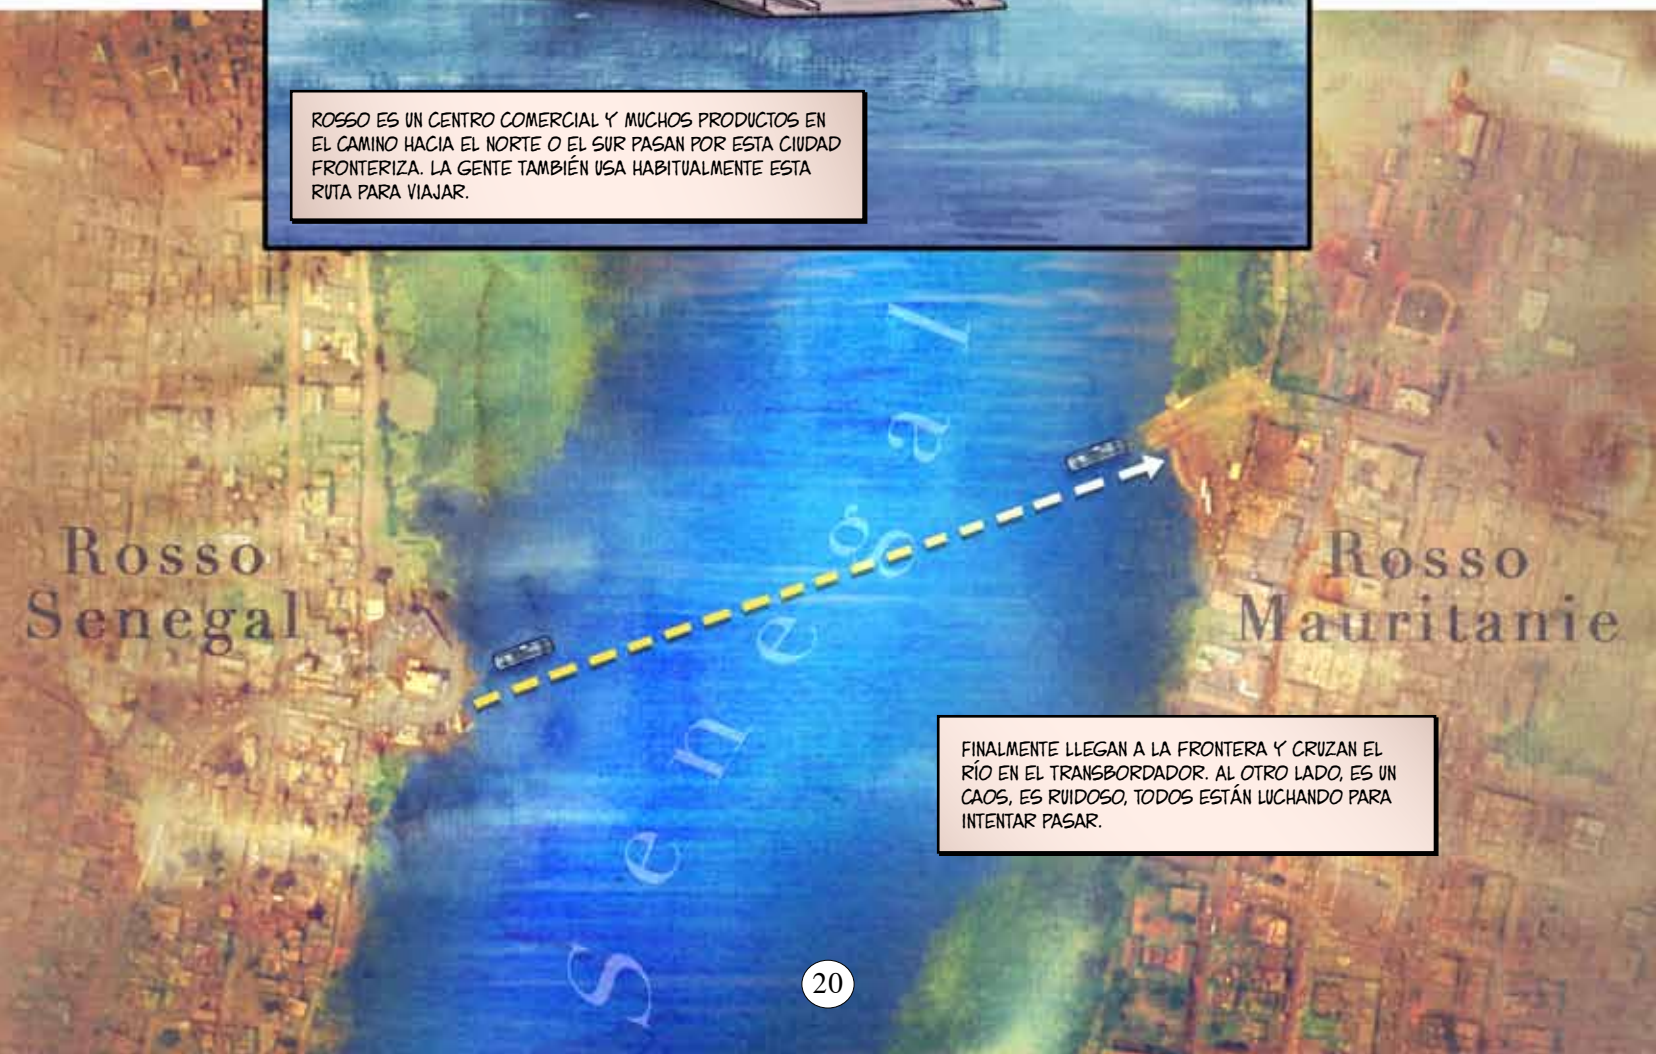 ROSSO ES UN CENTRO COMERCIAL Y MUCHOS PRODUCTOS EN
EL CAMINO HACIA EL NORTE O EL SUR PASAN POR ESTA CIUDAD
FRONTERIZA. LA GENTE TAMBIÉN USA HABITUALMENTE ESTA
RUTA PARA VIAJAR.
Senegal
Rosso
Senegal
Rosso
Mauritanie
FINALMENTE LLEGAN A LA FRONTERA Y CRUZAN EL
RÍO EN EL TRANSBORDADOR. AL OTRO LADO, ES UN
CAOS, ES RUIDOSO, TODOS ESTÁN LUCHANDO PARA
INTENTAR PASAR.
20